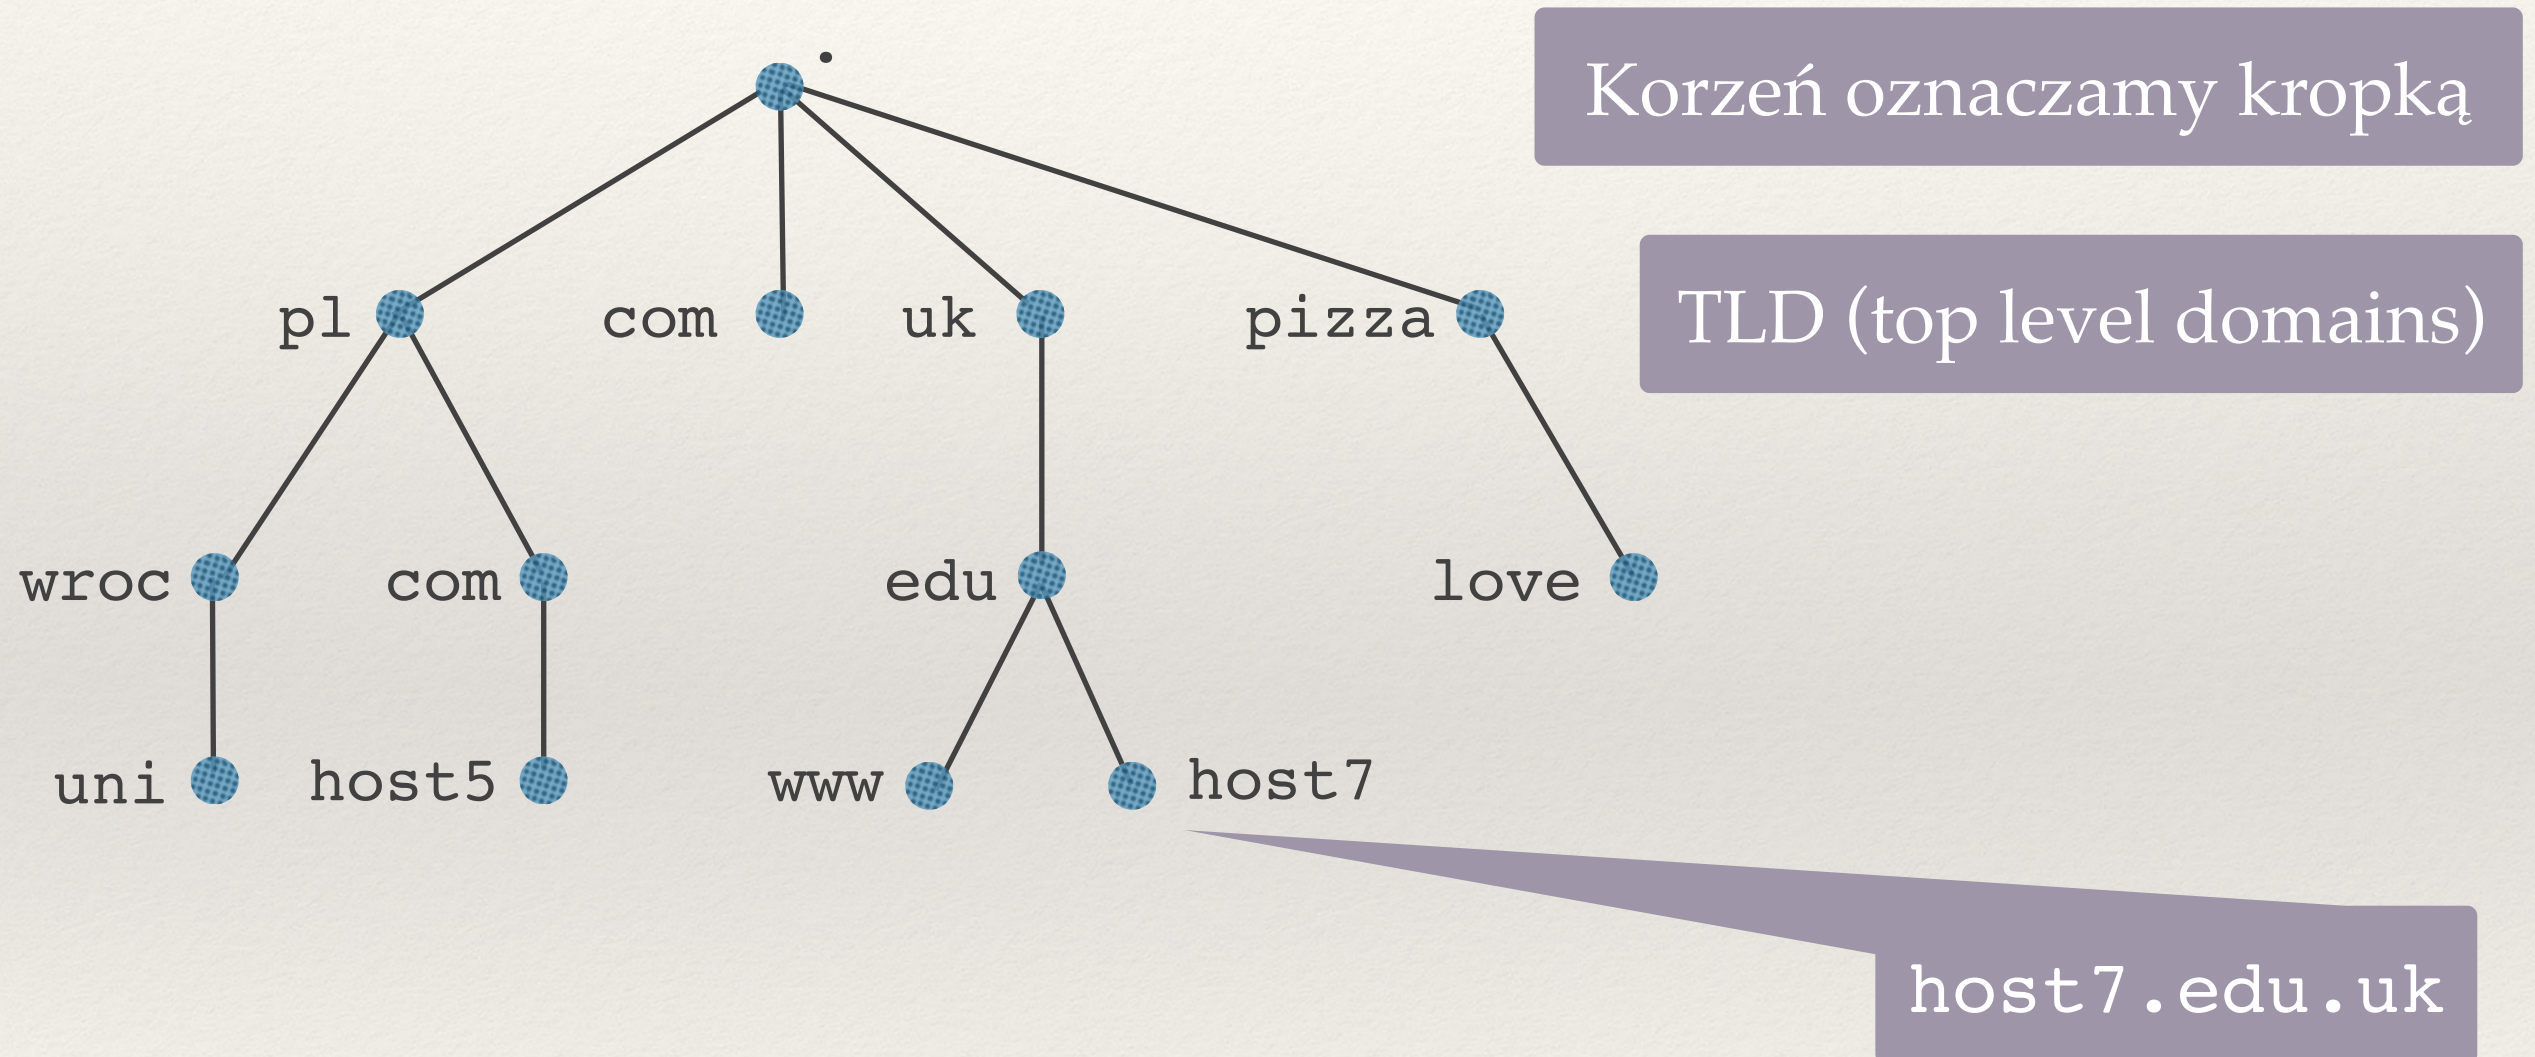 .
Korzeń oznaczamy kropką
pl com uk pizza
TLD (top level domains)
wroc com edu love
uni host5 www host7
host7.edu.uk